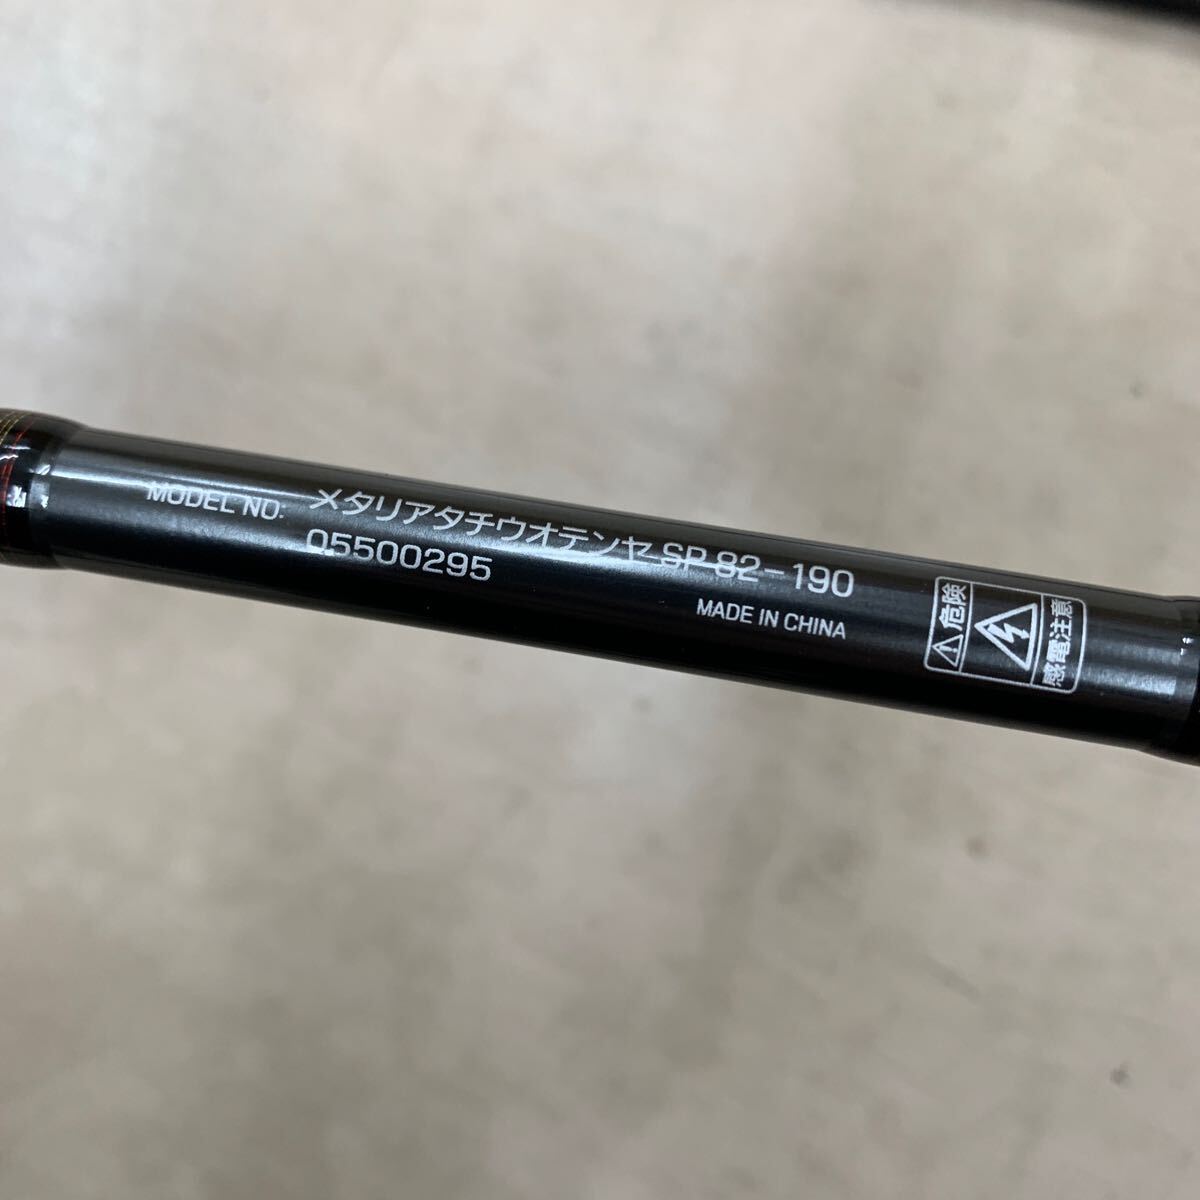 MODEL NO. メタリアタチウオテンヤ SP 82-190
05500295
MADE IN CHINA
危険
感電注意